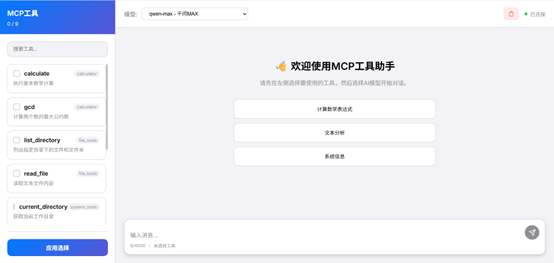 MCP工具
0 / 9
搜索工具...
calculate
calculator
执行基本数学计算
gcd
calculator
计算两个数的最大公约数
list_directory
file_tools
列出指定目录下的文件和文件夹
read_file
file_tools
读取文本文件内容
current_directory
system_tools
获取当前工作目录
应用选择
模型:
qwen-max - 千问MAX
已连接
👋 欢迎使用MCP工具助手
请先在左侧选择要使用的工具，然后选择AI模型开始对话。
计算数学表达式
文本分析
系统信息
输入消息...
0/4000 • 未选择工具